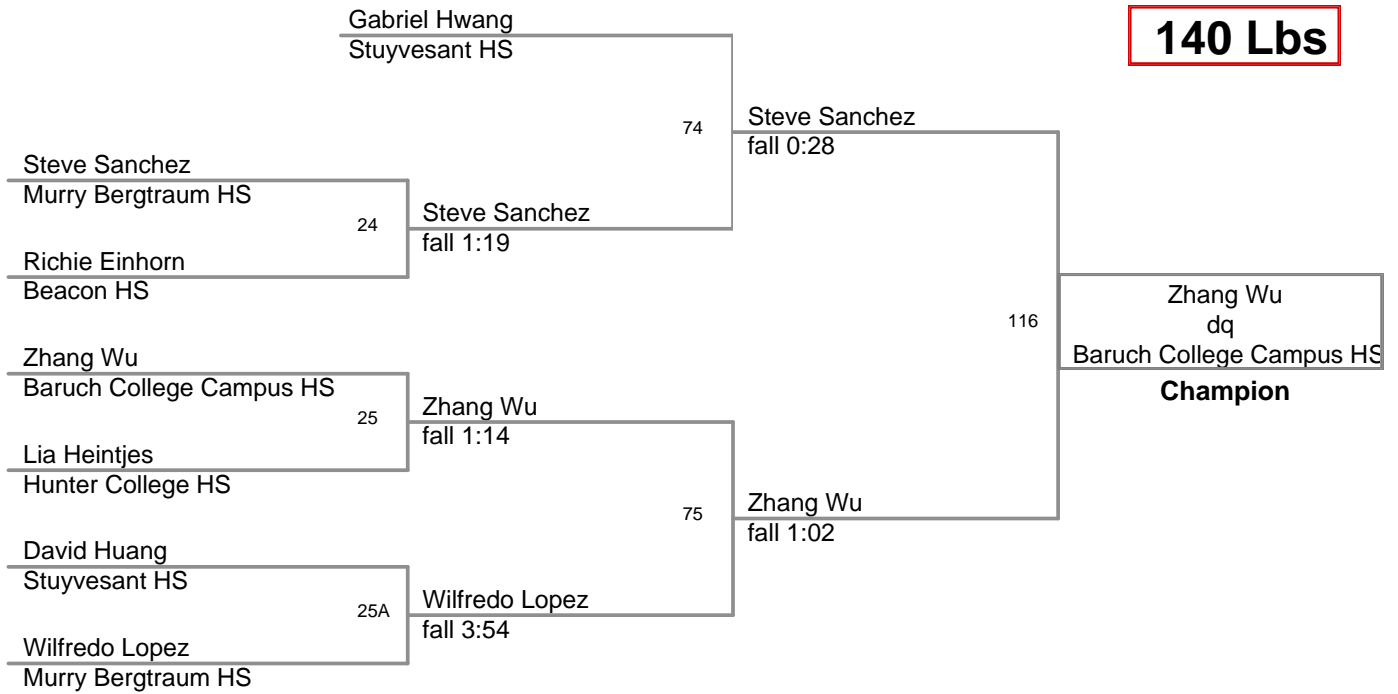 Gabriel Hwang
Stuyvesant HS
140 Lbs
74
Steve Sanchez
fall 0:28
Steve Sanchez
Murry Bergtraum HS
24
Steve Sanchez
fall 1:19
Richie Einhorn
Beacon HS
116
Zhang Wu
dq
Baruch College Campus HS
Champion
Zhang Wu
Baruch College Campus HS
25
Zhang Wu
fall 1:14
Lia Heintjes
Hunter College HS
75
Zhang Wu
fall 1:02
David Huang
Stuyvesant HS
25A
Wilfredo Lopez
fall 3:54
Wilfredo Lopez
Murry Bergtraum HS